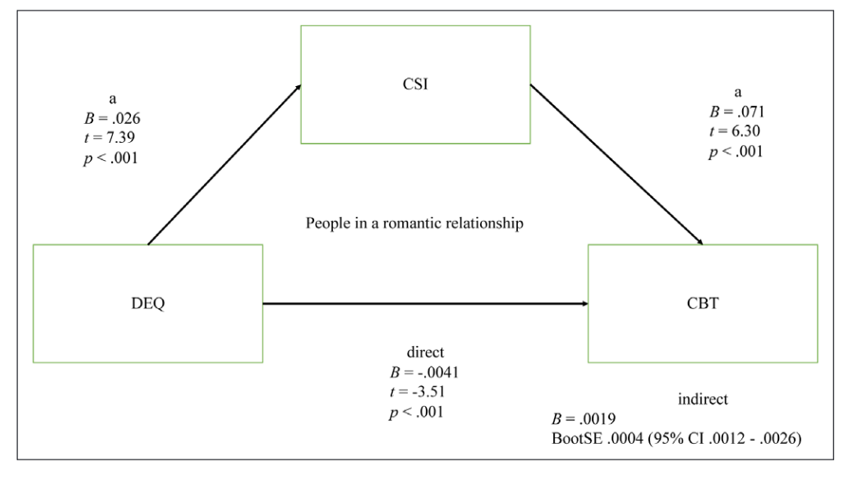 CSI
a
B = .026
t = 7.39
p < .001
a
B = .071
t = 6.30
p < .001
People in a romantic relationship
DEQ
CBT
direct
B = -.0041
t = -3.51
p < .001
indirect
B = .0019
BootSE .0004 (95% CI .0012 - .0026)